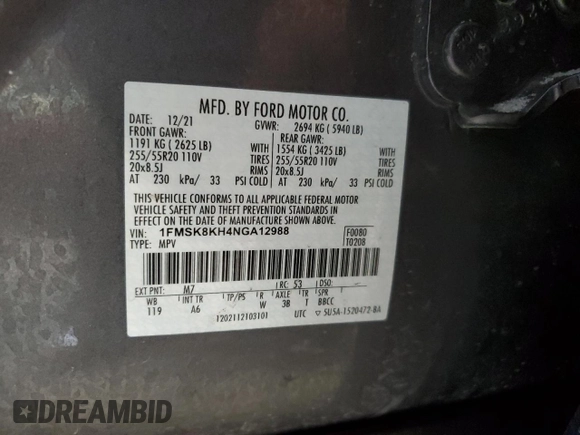 MFD. BY FORD MOTOR CO.
DATE: 12/21 GVWR: 2694 KG ( 5940 LB)
FRONT GAWR: REAR GAWR:
1191 KG ( 2625 LB) WITH 1554 KG ( 3425 LB) WITH
255/55R20 110V TIRES 255/55R20 110V TIRES
20x8.5J RIMS 20x8.5J RIMS
AT 230 kPa/ 33 PSI COLD AT 230 kPa/ 33 PSI COLD
THIS VEHICLE CONFORMS TO ALL APPLICABLE FEDERAL MOTOR
VEHICLE SAFETY AND THEFT PREVENTION STANDARDS IN
EFFECT ON THE DATE OF MANUFACTURE SHOWN ABOVE.
VIN: 1FMSK8KH4NGA12988 F0080
TYPE: MPV T0208
EXT PNT: M7 RC: 53 DSO:
WB INT TR TP/PS R AXLE TR SPR
119 A6 W 38 T BBCC
1202112103101 UTC ▽ SU5A-1520472-BA
DREAMBID